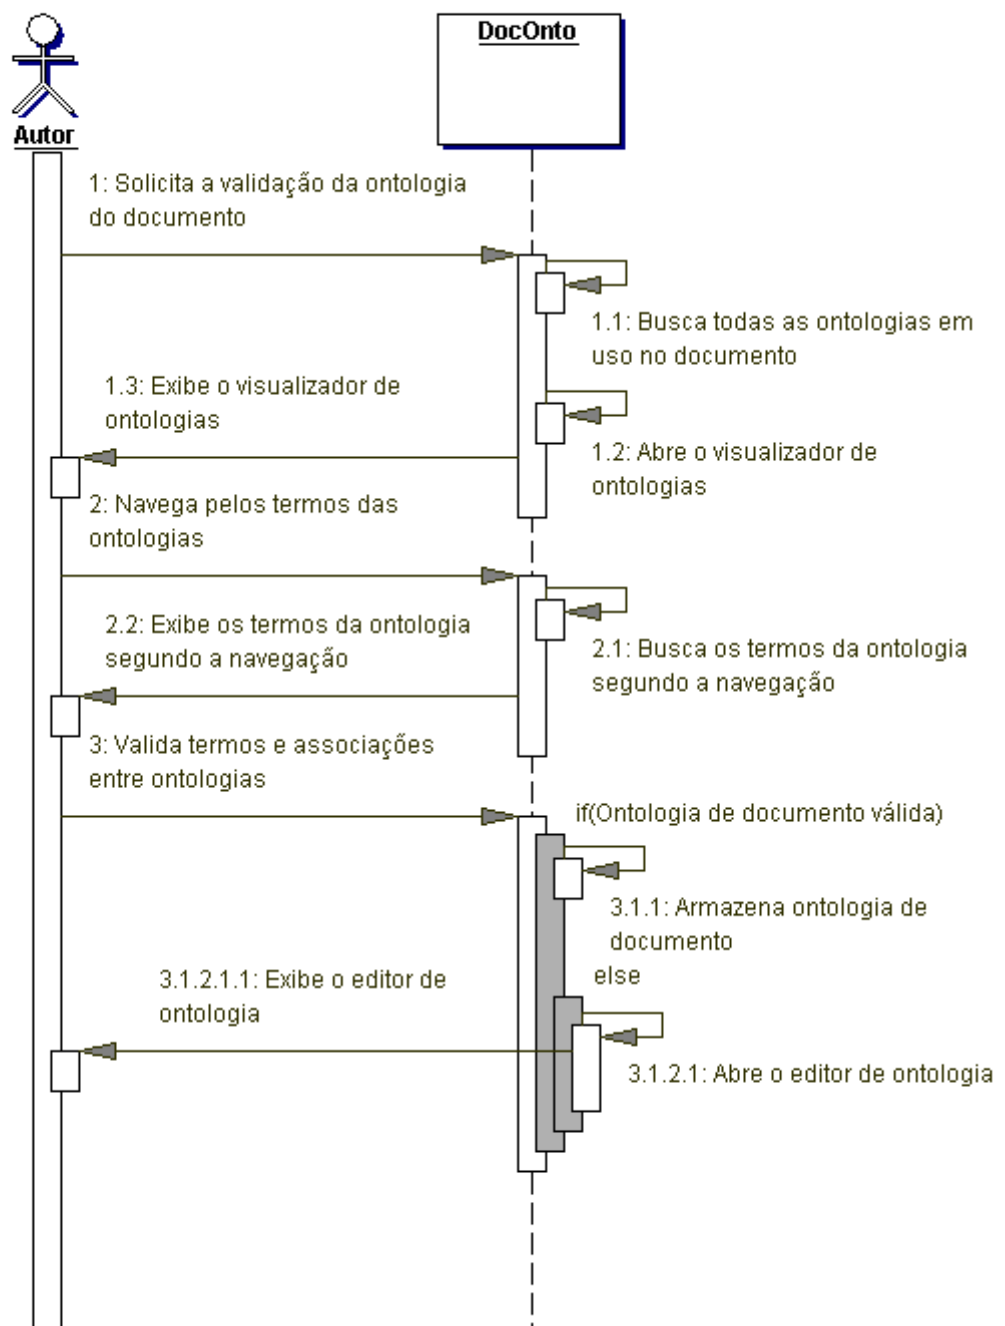 DocOnto
Autor
1: Solicita a validação da ontologia
do documento
1.1: Busca todas as ontologias em
uso no documento
1.3: Exibe o visualizador de
ontologias
1.2: Abre o visualizador de
ontologias
2: Navega pelos termos das
ontologias
2.2: Exibe os termos da ontologia
segundo a navegação
2.1: Busca os termos da ontologia
segundo a navegação
3: Valida termos e associações
entre ontologias
if(Ontologia de documento válida)
3.1.1: Armazena ontologia de
documento
else
3.1.2.1.1: Exibe o editor de
ontologia
3.1.2.1: Abre o editor de ontologia